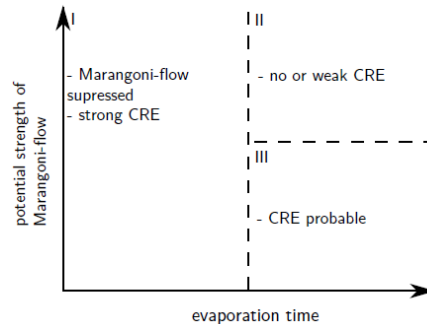 I
- Marangoni-flow
supressed
- strong CRE
II
- no or weak CRE
III
- CRE probable
potential strength of
Marangoni-flow
evaporation time